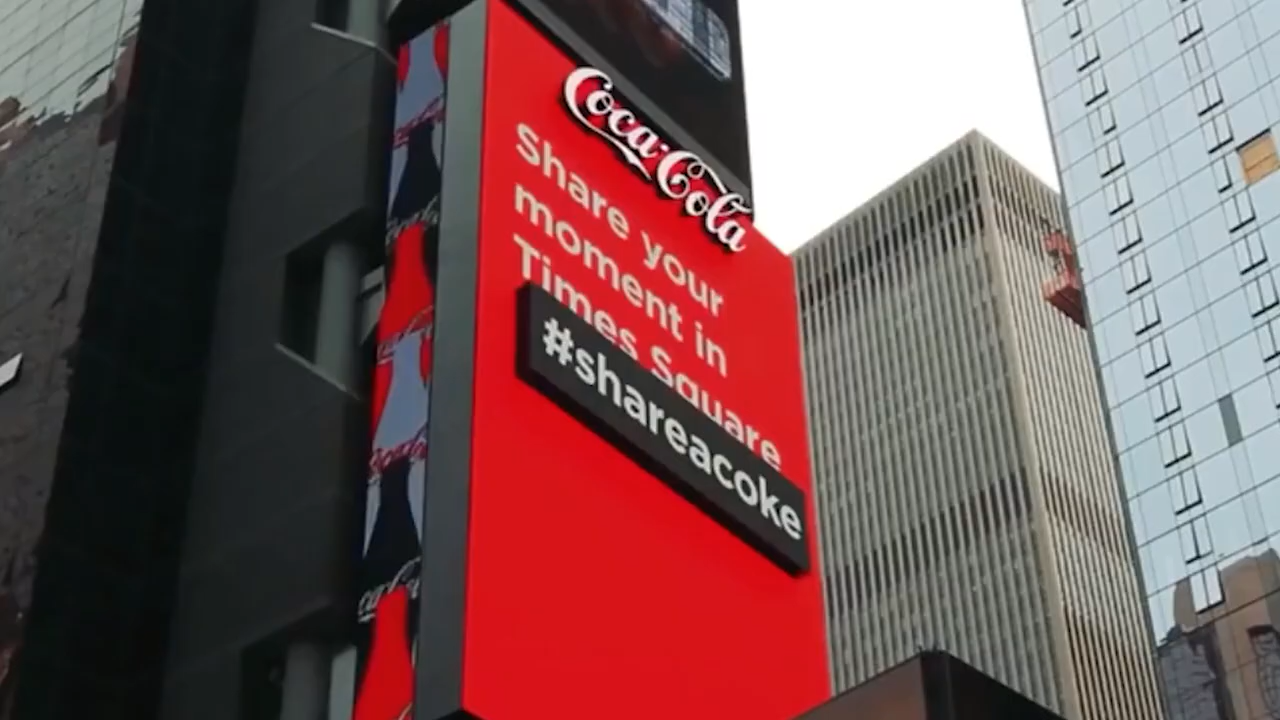 Coca-Cola
Share your
moment in
Times Square
#shareacoke